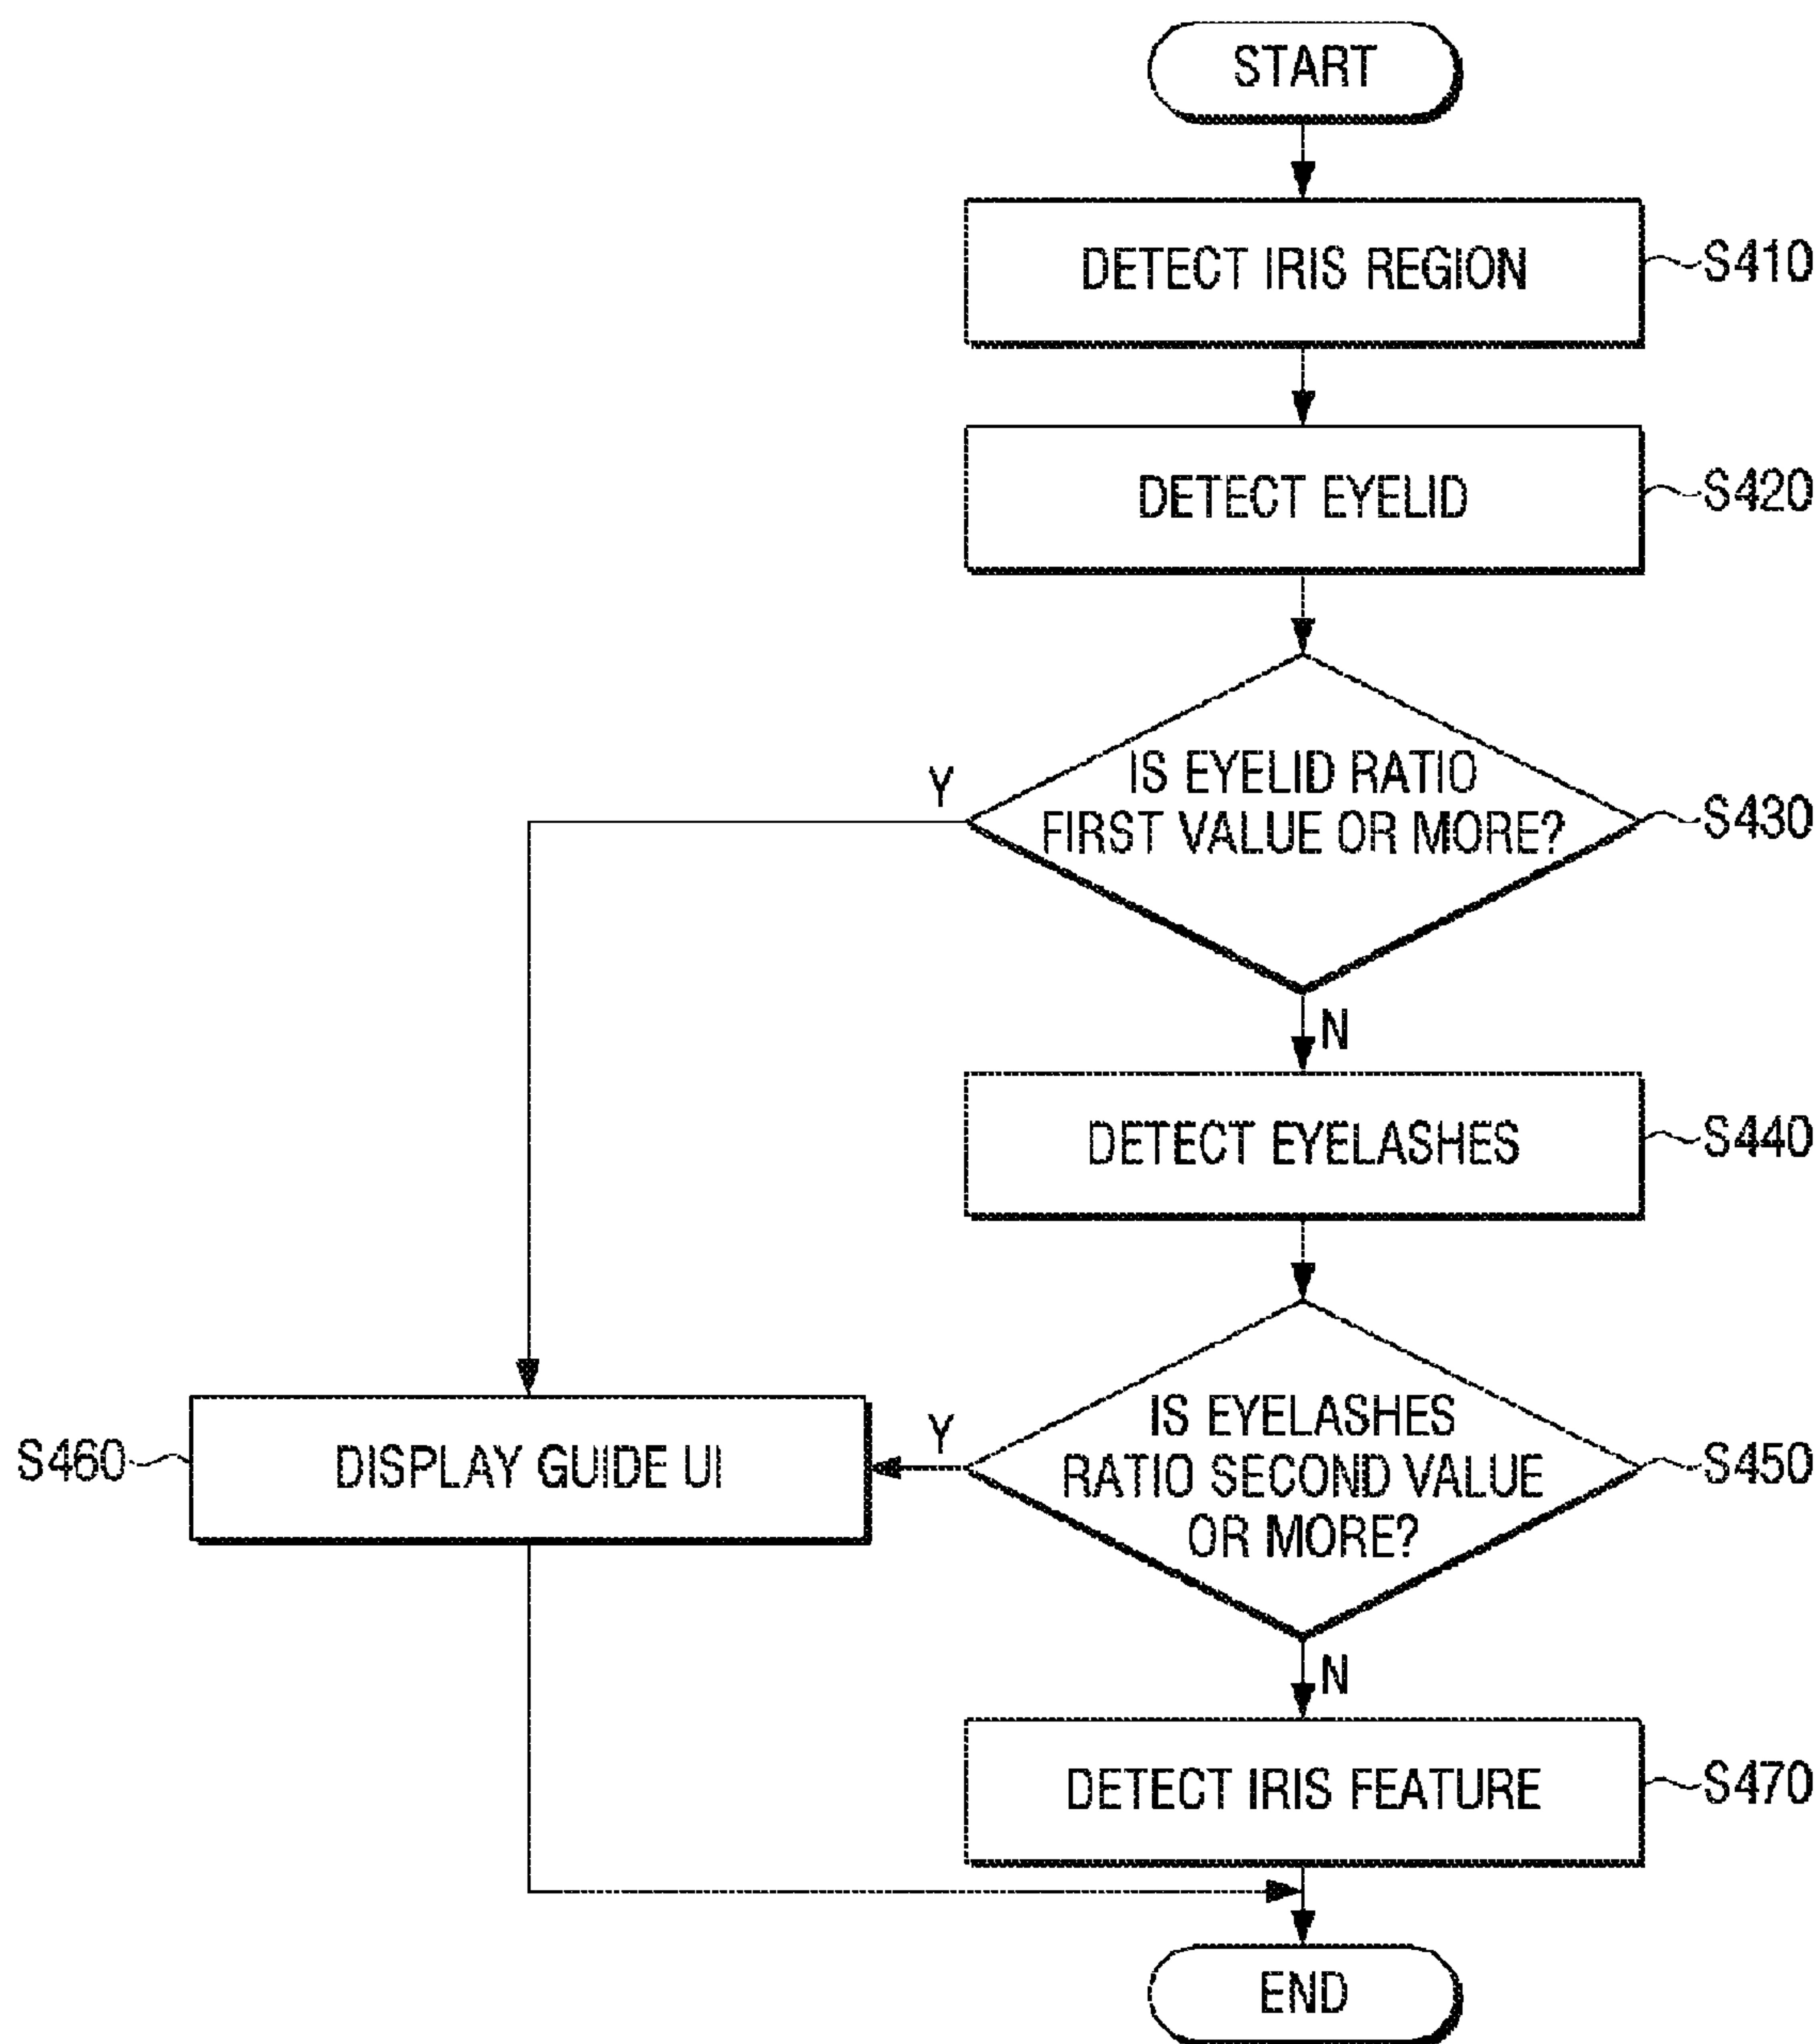 START
DETECT IRIS REGION
S410
DETECT EYELID
S420
IS EYELID RATIO
FIRST VALUE OR MORE?
Y
S430
N
DETECT EYELASHES
S440
IS EYELASHES
RATIO SECOND VALUE
OR MORE?
Y
S450
S460
DISPLAY GUIDE UI
N
DETECT IRIS FEATURE
S470
END